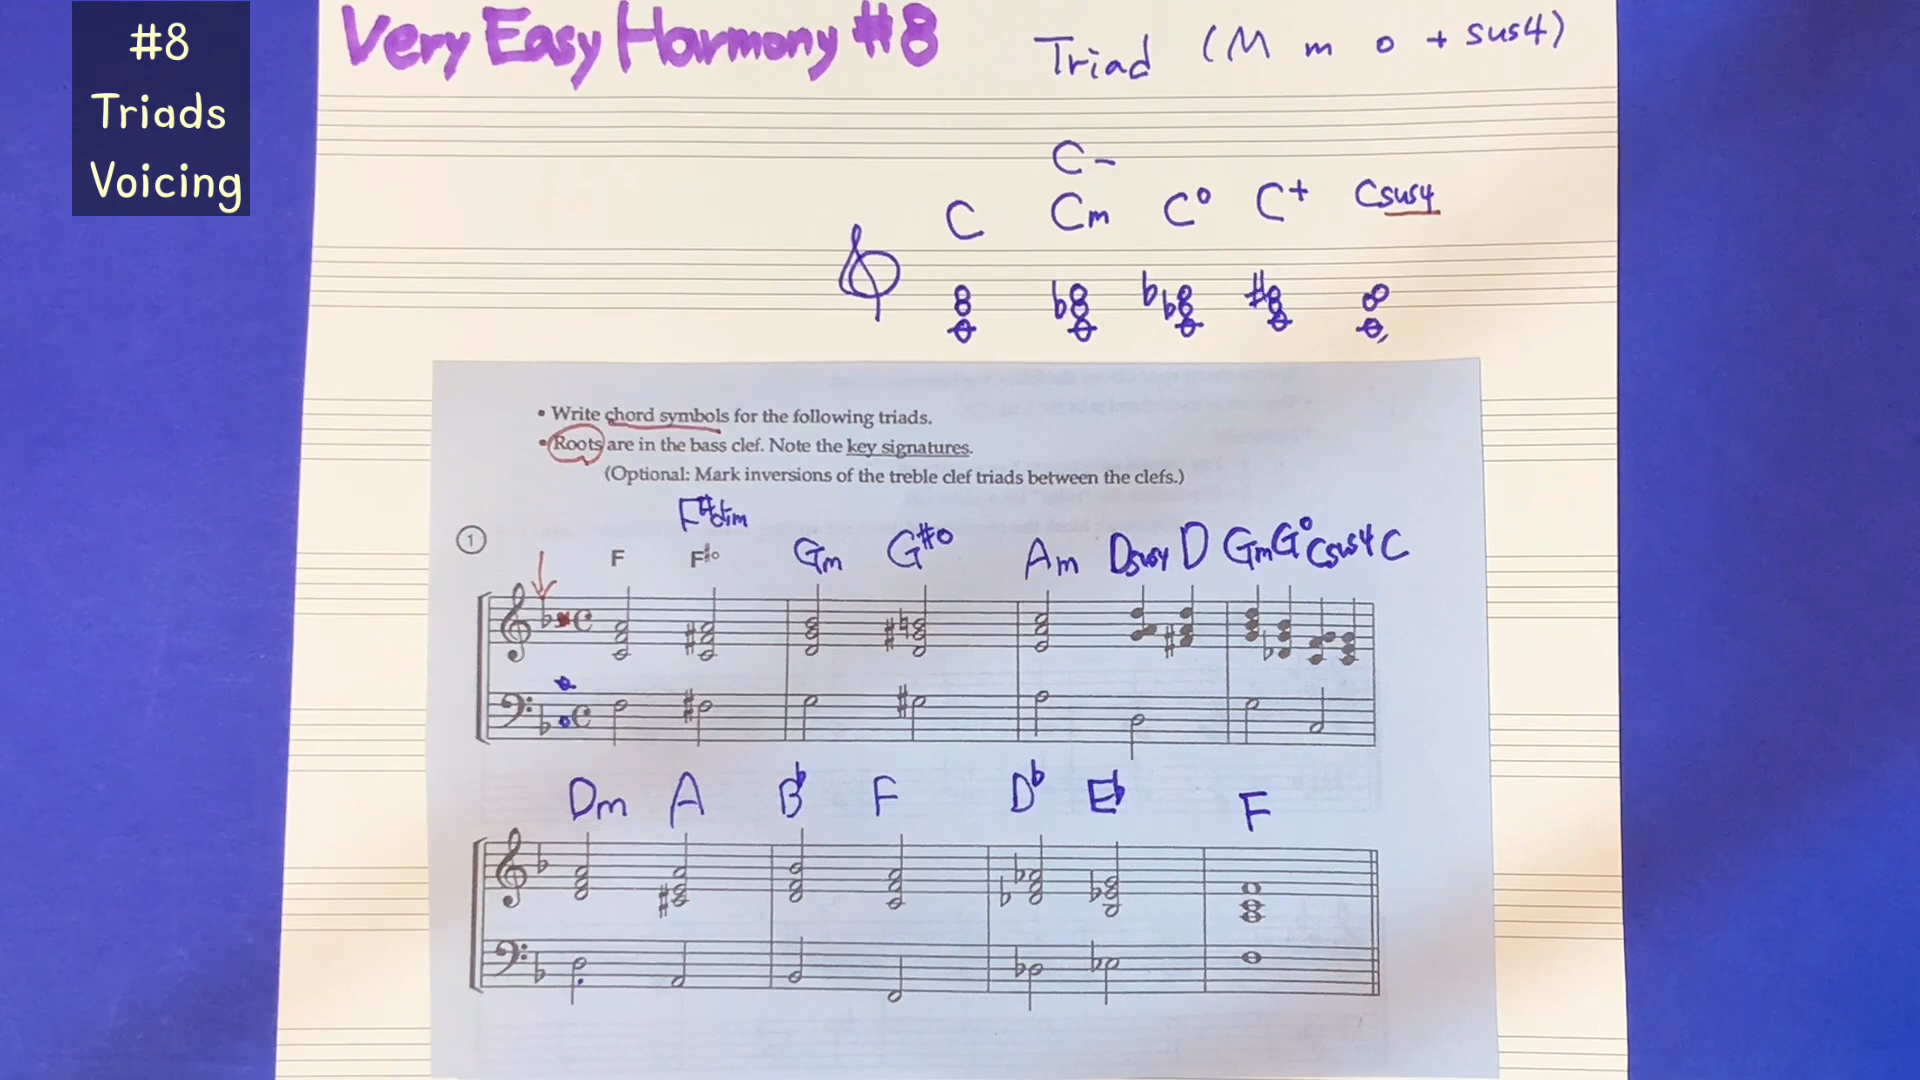 #8
Triads
Voicing
Very Easy Harmony #8
Triad (M m o + sus4)
C-
C Cm C° C+ Csus4
• Write chord symbols for the following triads.
• Roots are in the bass clef. Note the key signatures.
(Optional: Mark inversions of the treble clef triads between the clefs.)
F#dim
1 F F#° Gm G#° Am Dsus4 D Gm G° Csus4 C
Dm A B♭ F D♭ E♭ F